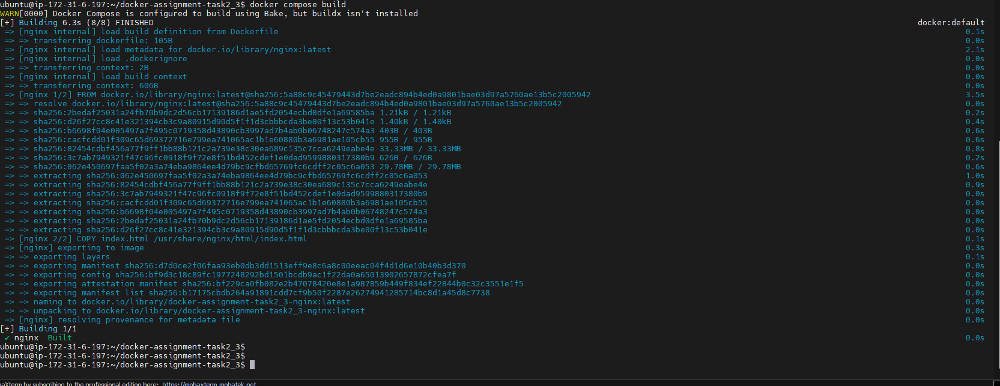 ubuntu@ip-172-31-6-197:~/docker-assignment-task2_3$ docker compose build
WARN[0000] Docker Compose is configured to build using Bake, but buildx isn't installed
[+] Building 6.3s (8/8) FINISHED docker:default
=> [nginx internal] load build definition from Dockerfile 0.1s
=> => transferring dockerfile: 105B 0.0s
=> [nginx internal] load metadata for docker.io/library/nginx:latest 2.1s
=> [nginx internal] load .dockerignore 0.0s
=> => transferring context: 2B 0.0s
=> [nginx internal] load build context 0.0s
=> => transferring context: 606B 0.0s
=> [nginx 1/2] FROM docker.io/library/nginx:latest@sha256:5a88c9c45479443d7be2eadc894b4ed0a9801bae03d97a5760ae13b5c2005942 3.5s
=> => resolve docker.io/library/nginx:latest@sha256:5a88c9c45479443d7be2eadc894b4ed0a9801bae03d97a5760ae13b5c2005942 0.0s
=> => sha256:2bedaf25031a24fb70b9dc2d56cb17139186d1ae5fd2054ecbd0dfe1a69585ba 1.21kB / 1.21kB 0.2s
=> => sha256:d26f27cc8c41e321394cb3c9a80915d90d5f1f1d3cbbbcda3be00f13c53b041e 1.40kB / 1.40kB 0.4s
=> => sha256:b6698f04e005497a7f495c0719358d43890cb3997ad7b4ab0b06748247c574a3 403B / 403B 0.6s
=> => sha256:cacfcdd01f309c65d69372716e799ea741065ac1b1e60880b3a6981ae105cb55 955B / 955B 0.6s
=> => sha256:82454cdbf456a77f9ff1bb88b121c2a739e38c30ea689c135c7cca6249eabe4e 33.33MB / 33.33MB 0.8s
=> => sha256:3c7ab7949321f47c96fc0918f9f72e8f51bd452cdef1e0dad9599880317380b9 626B / 626B 0.2s
=> => sha256:062e450697faa5f02a3a74eba9864ee4d79bc9cfbd65769fc6cdff2c05c6a053 29.78MB / 29.78MB 0.6s
=> => extracting sha256:062e450697faa5f02a3a74eba9864ee4d79bc9cfbd65769fc6cdff2c05c6a053 1.0s
=> => extracting sha256:82454cdbf456a77f9ff1bb88b121c2a739e38c30ea689c135c7cca6249eabe4e 0.9s
=> => extracting sha256:3c7ab7949321f47c96fc0918f9f72e8f51bd452cdef1e0dad9599880317380b9 0.0s
=> => extracting sha256:cacfcdd01f309c65d69372716e799ea741065ac1b1e60880b3a6981ae105cb55 0.0s
=> => extracting sha256:b6698f04e005497a7f495c0719358d43890cb3997ad7b4ab0b06748247c574a3 0.0s
=> => extracting sha256:2bedaf25031a24fb70b9dc2d56cb17139186d1ae5fd2054ecbd0dfe1a69585ba 0.0s
=> => extracting sha256:d26f27cc8c41e321394cb3c9a80915d90d5f1f1d3cbbbcda3be00f13c53b041e 0.0s
=> [nginx 2/2] COPY index.html /usr/share/nginx/html/index.html 0.1s
=> [nginx] exporting to image 0.3s
=> => exporting layers 0.1s
=> => exporting manifest sha256:d7d0ce2f06faa93eb0db3dd1513eff9e8c6a8c00eeac04f4d1d6e10b40b3d370 0.0s
=> => exporting config sha256:bf9d3c18c89fc1977248292bd1501bcdb9ac1f22da0a65013902657872cfea7f 0.0s
=> => exporting attestation manifest sha256:bf229ca0fb082e2b47078420e8e1a987859b449f834ef22844b0c32c3551e1f5 0.0s
=> => exporting manifest list sha256:b17175cbdb264a91891cdd7cf9b50f2287e26274941285714bc8d1a45d8c7738 0.0s
=> => naming to docker.io/library/docker-assignment-task2_3-nginx:latest 0.0s
=> => unpacking to docker.io/library/docker-assignment-task2_3-nginx:latest 0.0s
=> [nginx] resolving provenance for metadata file 0.0s
[+] Building 1/1
✔ nginx Built 0.0s
ubuntu@ip-172-31-6-197:~/docker-assignment-task2_3$
ubuntu@ip-172-31-6-197:~/docker-assignment-task2_3$
ubuntu@ip-172-31-6-197:~/docker-assignment-task2_3$
baXterm by subscribing to the professional edition here: https://mobaxterm.mobatek.net